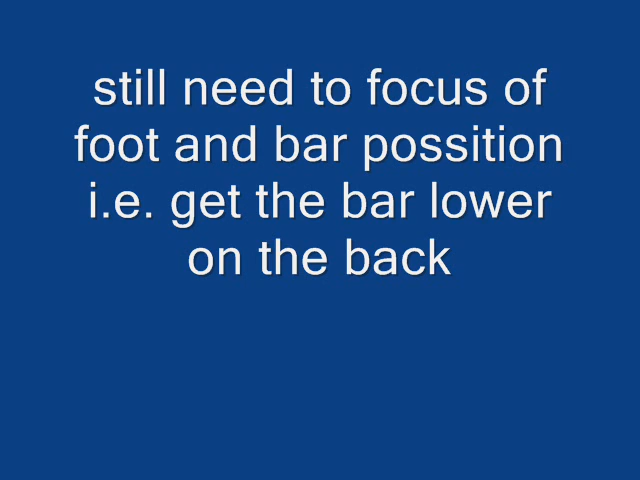 still need to focus of
foot and bar possition
i.e. get the bar lower
on the back